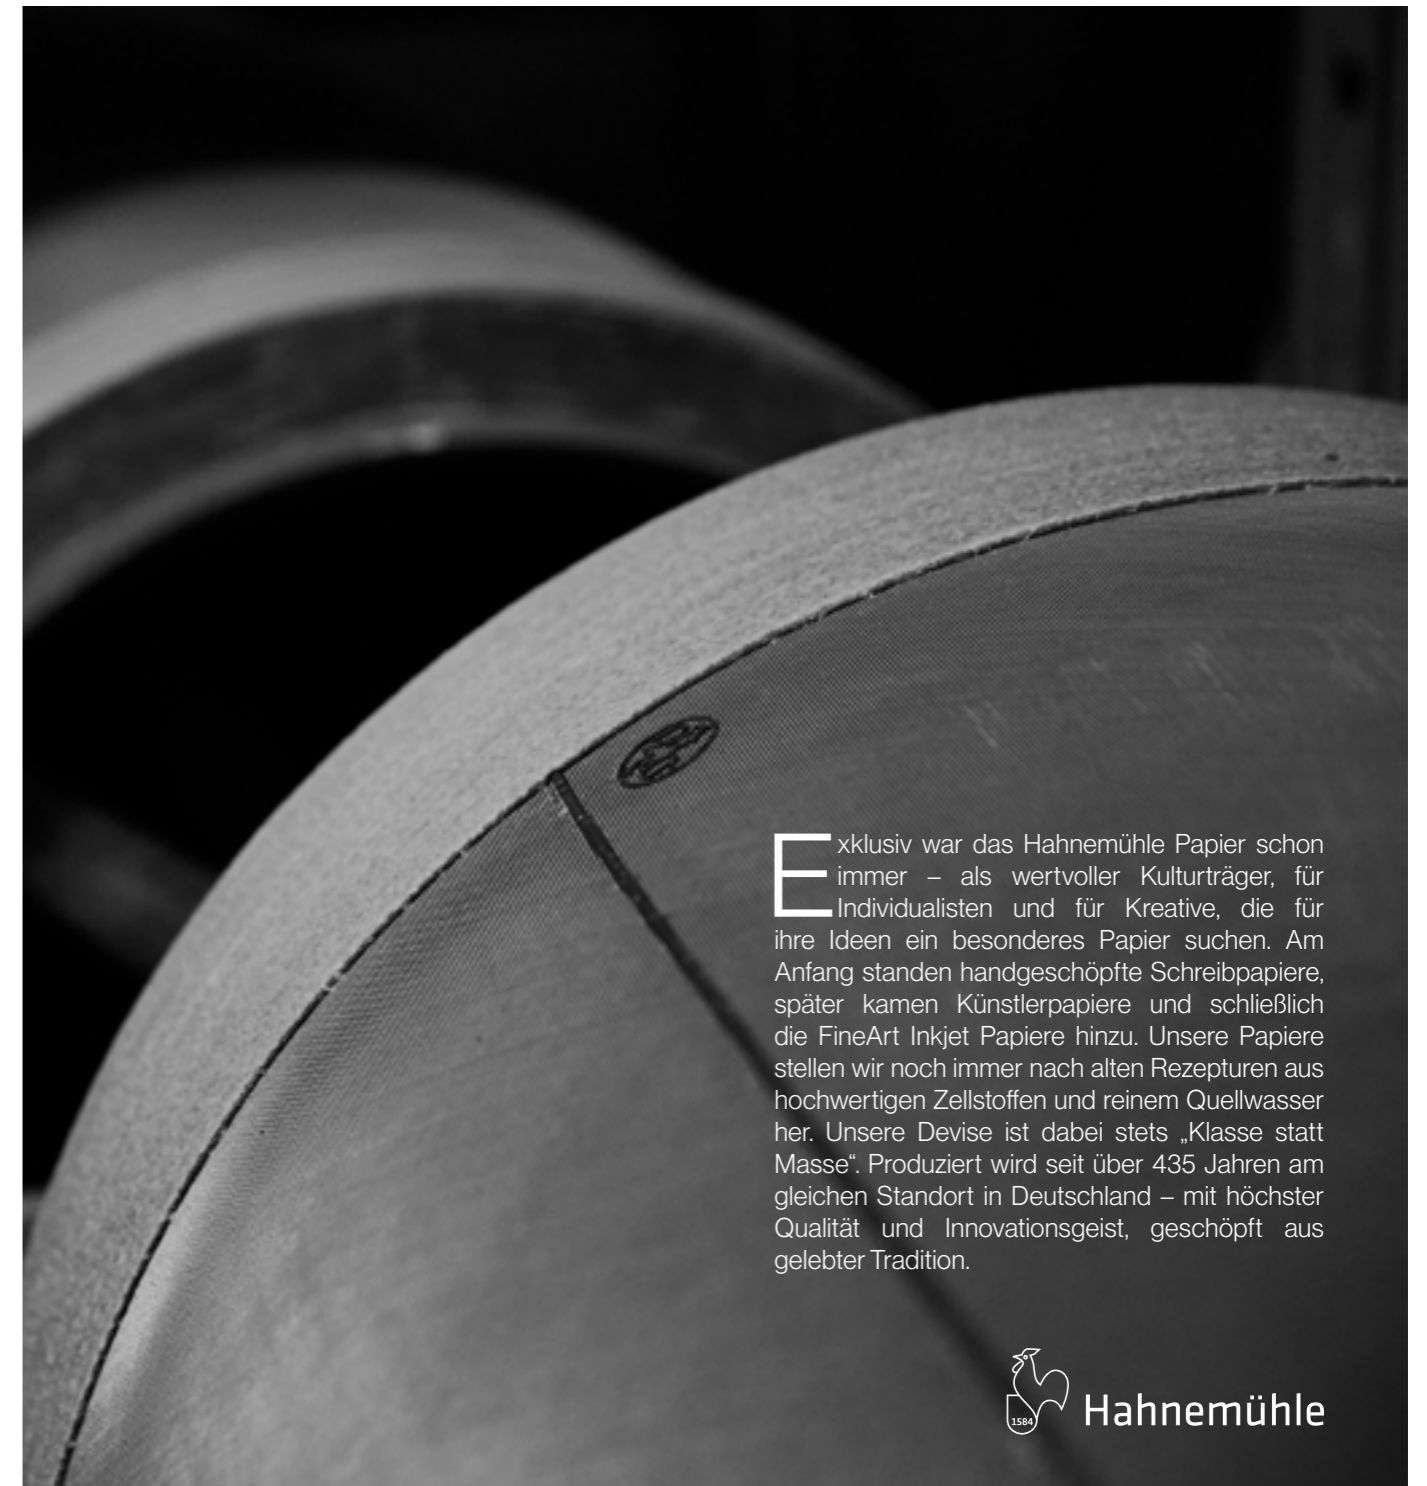 Exklusiv war das Hahnemühle Papier schon
immer – als wertvoller Kulturträger, für
Individualisten und für Kreative, die für
ihre Ideen ein besonderes Papier suchen. Am
Anfang standen handgeschöpfte Schreibpapiere,
später kamen Künstlerpapiere und schließlich
die FineArt Inkjet Papiere hinzu. Unsere Papiere
stellen wir noch immer nach alten Rezepturen aus
hochwertigen Zellstoffen und reinem Quellwasser
her. Unsere Devise ist dabei stets „Klasse statt
Masse“. Produziert wird seit über 435 Jahren am
gleichen Standort in Deutschland – mit höchster
Qualität und Innovationsgeist, geschöpft aus
gelebter Tradition.
1584
Hahnemühle